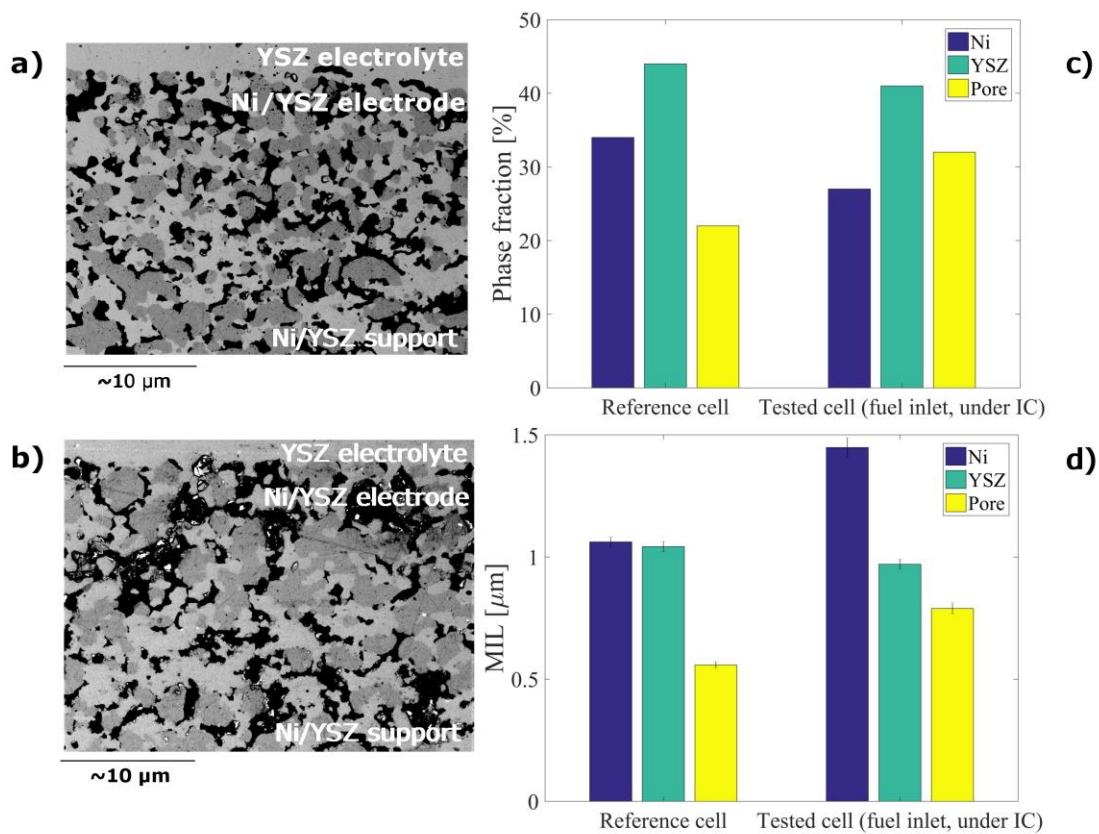 a)
YSZ electrolyte
Ni/YSZ electrode
Ni/YSZ support
~10 µm
c)
50
40
30
20
10
0
Phase fraction [%]
Ni
YSZ
Pore
Reference cell
Tested cell (fuel inlet, under IC)
b)
YSZ electrolyte
Ni/YSZ electrode
Ni/YSZ support
~10 µm
d)
1.5
1
0.5
0
MIL [µm]
Ni
YSZ
Pore
Reference cell
Tested cell (fuel inlet, under IC)